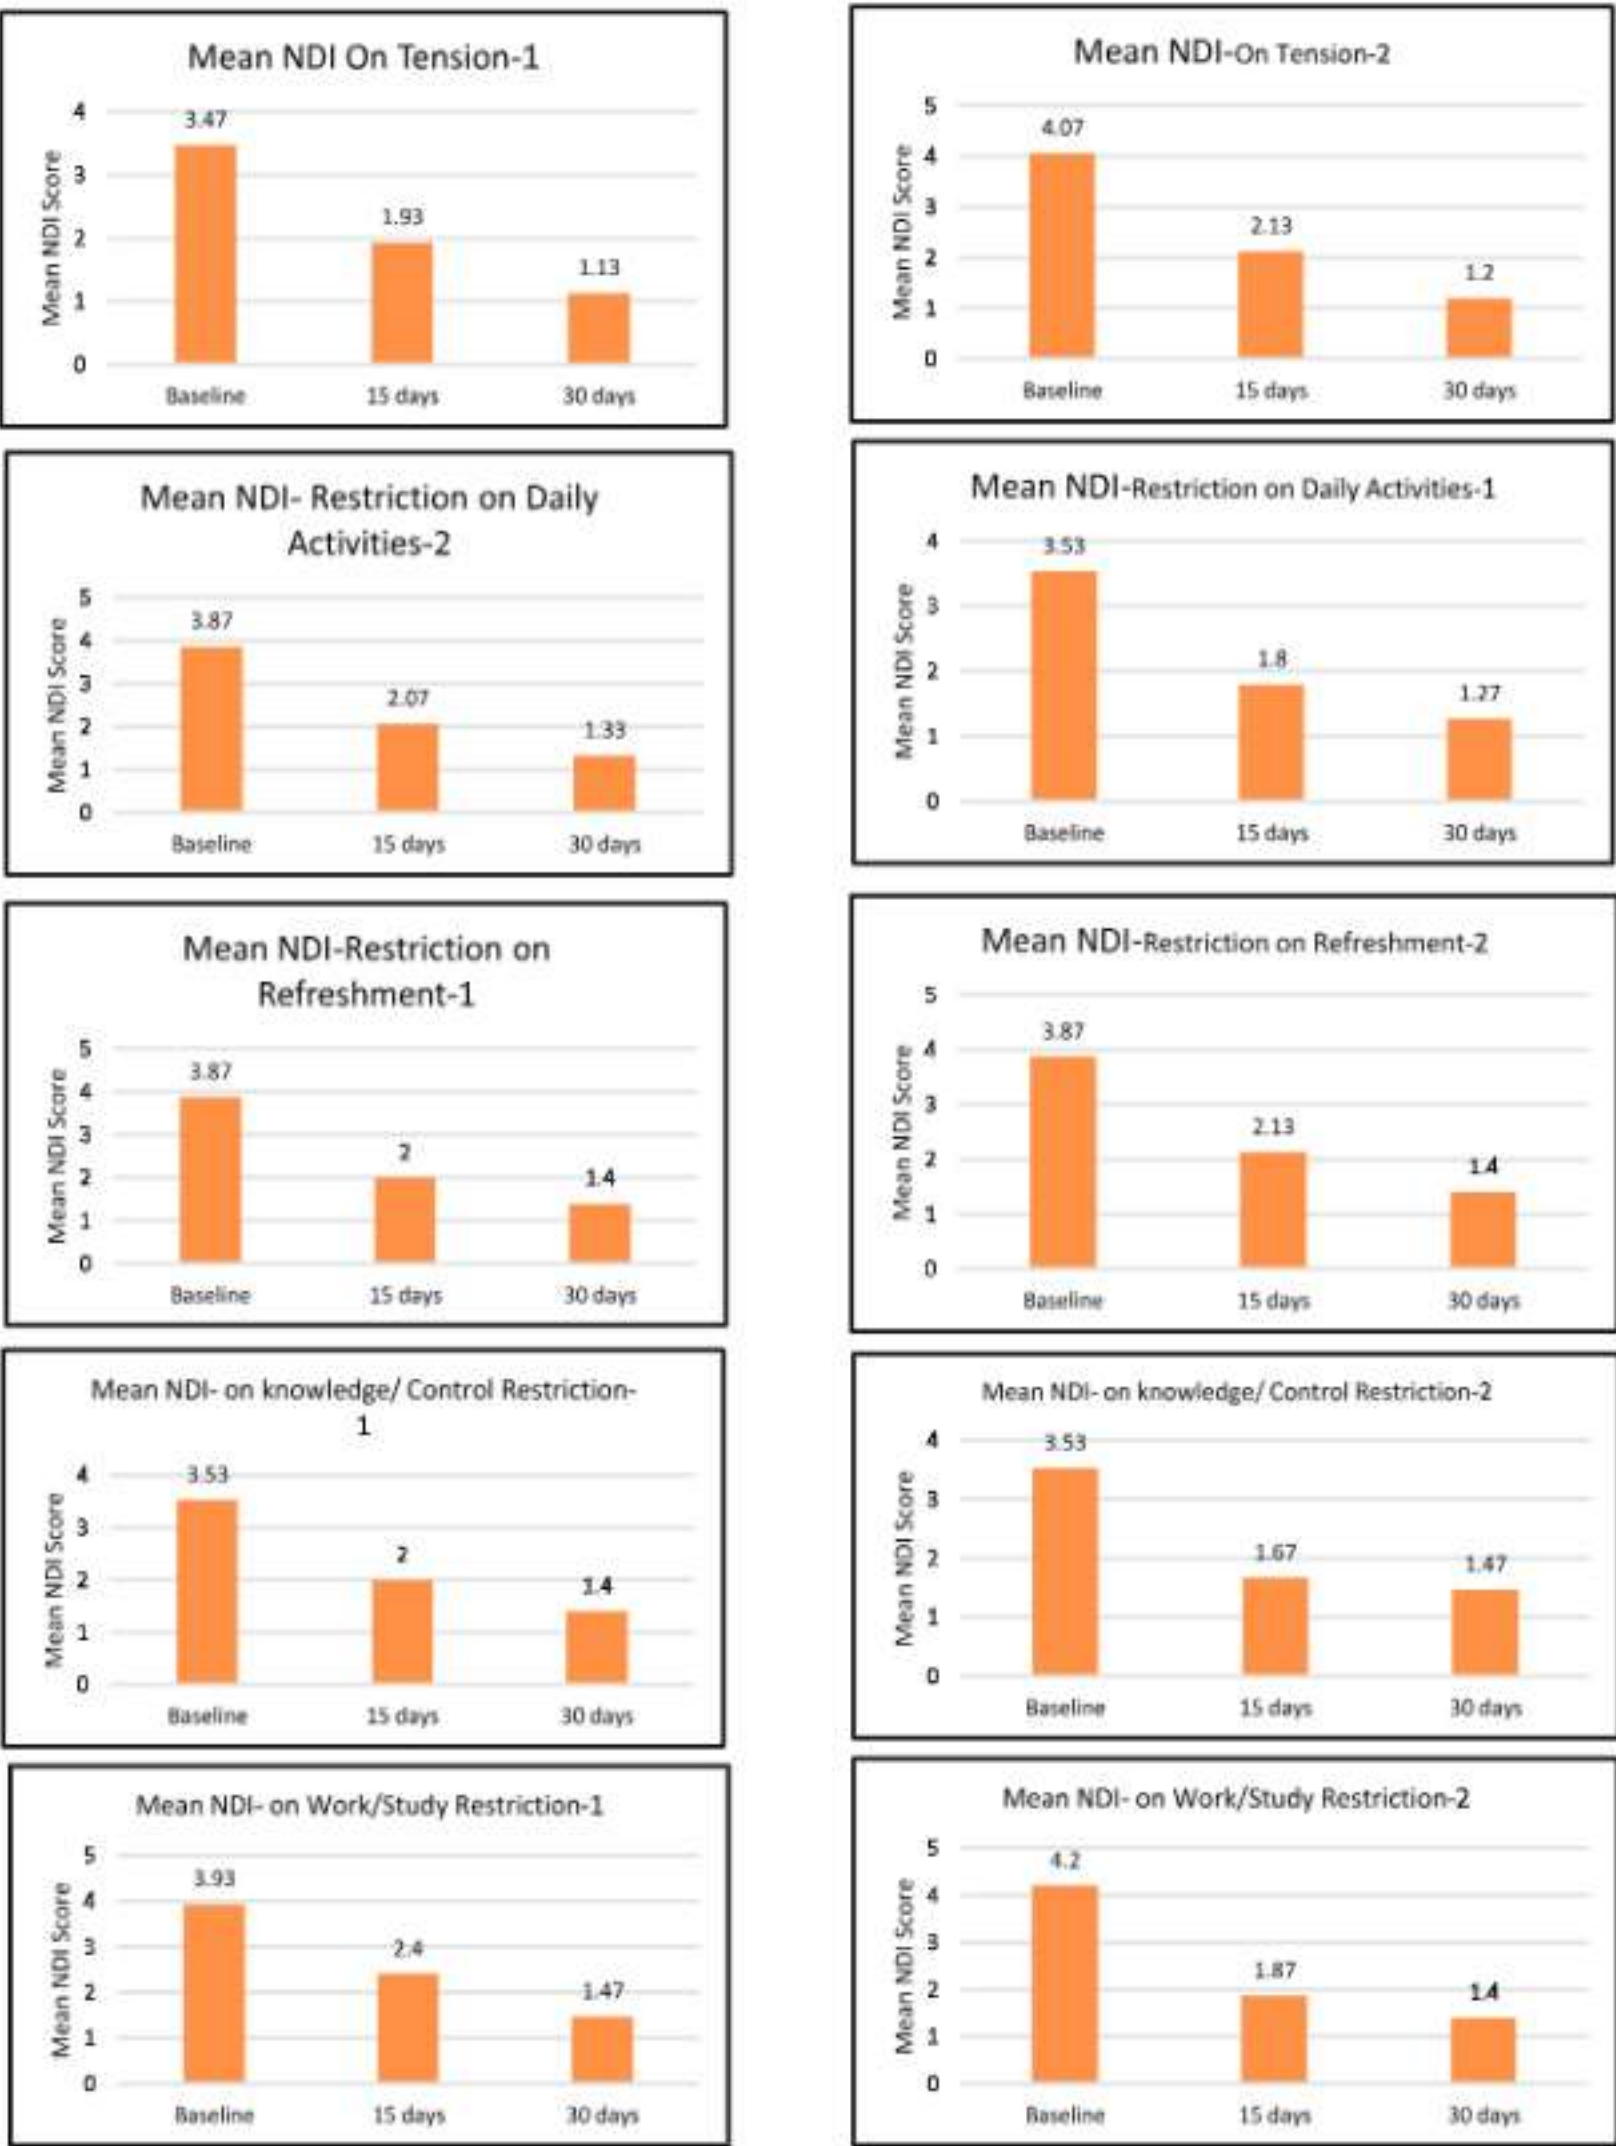 Mean NDI On Tension-1
Mean NDI Score
4
3
2
1
0
3.47
1.93
1.13
Baseline 15 days 30 days
Mean NDI-On Tension-2
Mean NDI Score
5
4
3
2
1
0
4.07
2.13
1.2
Baseline 15 days 30 days
Mean NDI- Restriction on Daily
Activities-2
Mean NDI Score
5
4
3
2
1
0
3.87
2.07
1.33
Baseline 15 days 30 days
Mean NDI-Restriction on Daily Activities-1
Mean NDI Score
4
3
2
1
0
3.53
1.8
1.27
Baseline 15 days 30 days
Mean NDI-Restriction on
Refreshment-1
Mean NDI Score
5
4
3
2
1
0
3.87
2
1.4
Baseline 15 days 30 days
Mean NDI-Restriction on Refreshment-2
Mean NDI Score
5
4
3
2
1
0
3.87
2.13
1.4
Baseline 15 days 30 days
Mean NDI- on knowledge/ Control Restriction-
1
Mean NDI Score
4
3
2
1
0
3.53
2
1.4
Baseline 15 days 30 days
Mean NDI- on knowledge/ Control Restriction-2
Mean NDI Score
4
3
2
1
0
3.53
1.67
1.47
Baseline 15 days 30 days
Mean NDI- on Work/Study Restriction-1
Mean NDI Score
5
4
3
2
1
0
3.93
2.4
1.47
Baseline 15 days 30 days
Mean NDI- on Work/Study Restriction-2
Mean NDI Score
5
4
3
2
1
0
4.2
1.87
1.4
Baseline 15 days 30 days